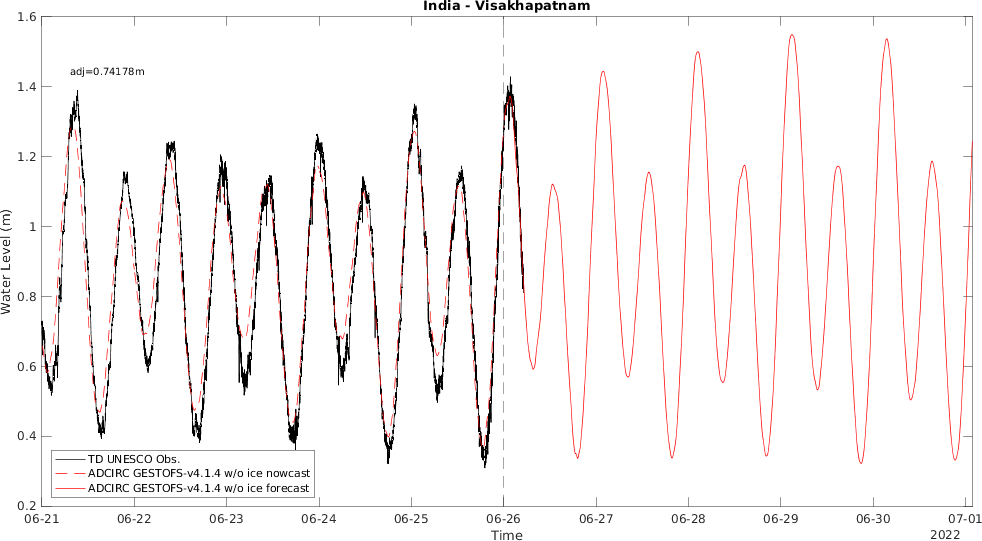 India - Visakhapatnam
adj=0.74178m
Water Level (m)
1.6
1.4
1.2
1
0.8
0.6
0.4
0.2
TD UNESCO Obs.
ADCIRC GESTOFS-v4.1.4 w/o ice nowcast
ADCIRC GESTOFS-v4.1.4 w/o ice forecast
06-21 06-22 06-23 06-24 06-25 06-26 06-27 06-28 06-29 06-30 07-01
Time
2022